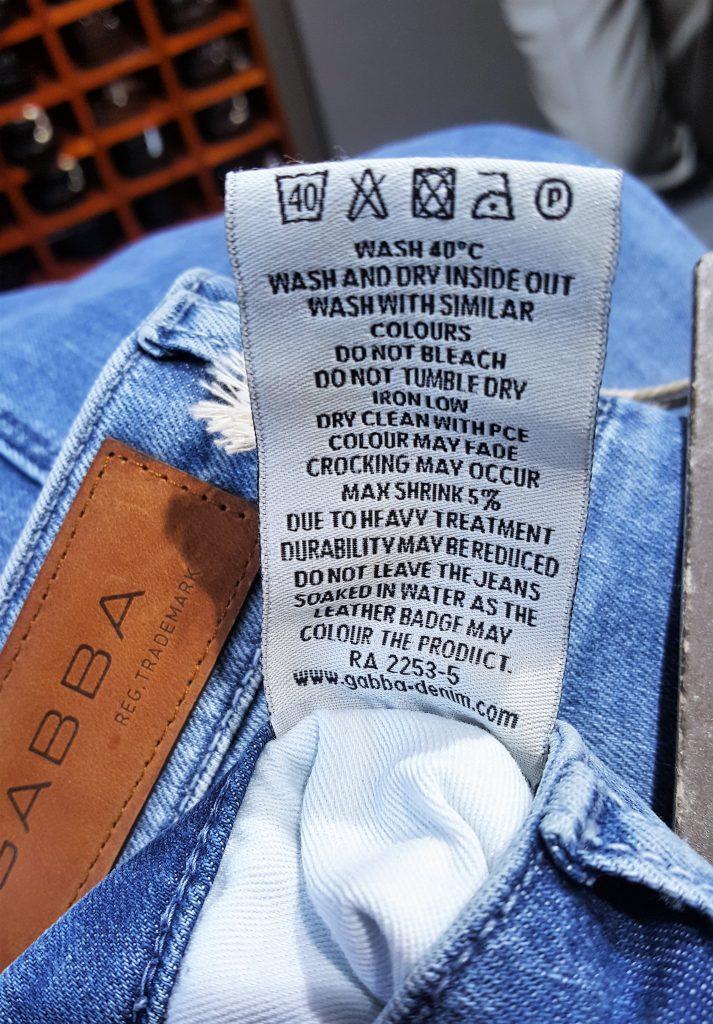 40 P
WASH 40°C
WASH AND DRY INSIDE OUT
WASH WITH SIMILAR
COLOURS
DO NOT BLEACH
DO NOT TUMBLE DRY
IRON LOW
DRY CLEAN WITH PCE
COLOUR MAY FADE
CROCKING MAY OCCUR
MAX SHRINK 5%
DUE TO HEAVY TREATMENT
DURABILITY MAY BE REDUCED
DO NOT LEAVE THE JEANS
SOAKED IN WATER AS THE
LEATHER BADGE MAY
COLOUR THE PRODUCT.
RA 2253-5
www.gabba-denim.com
GABBA
REG. TRADEMARK